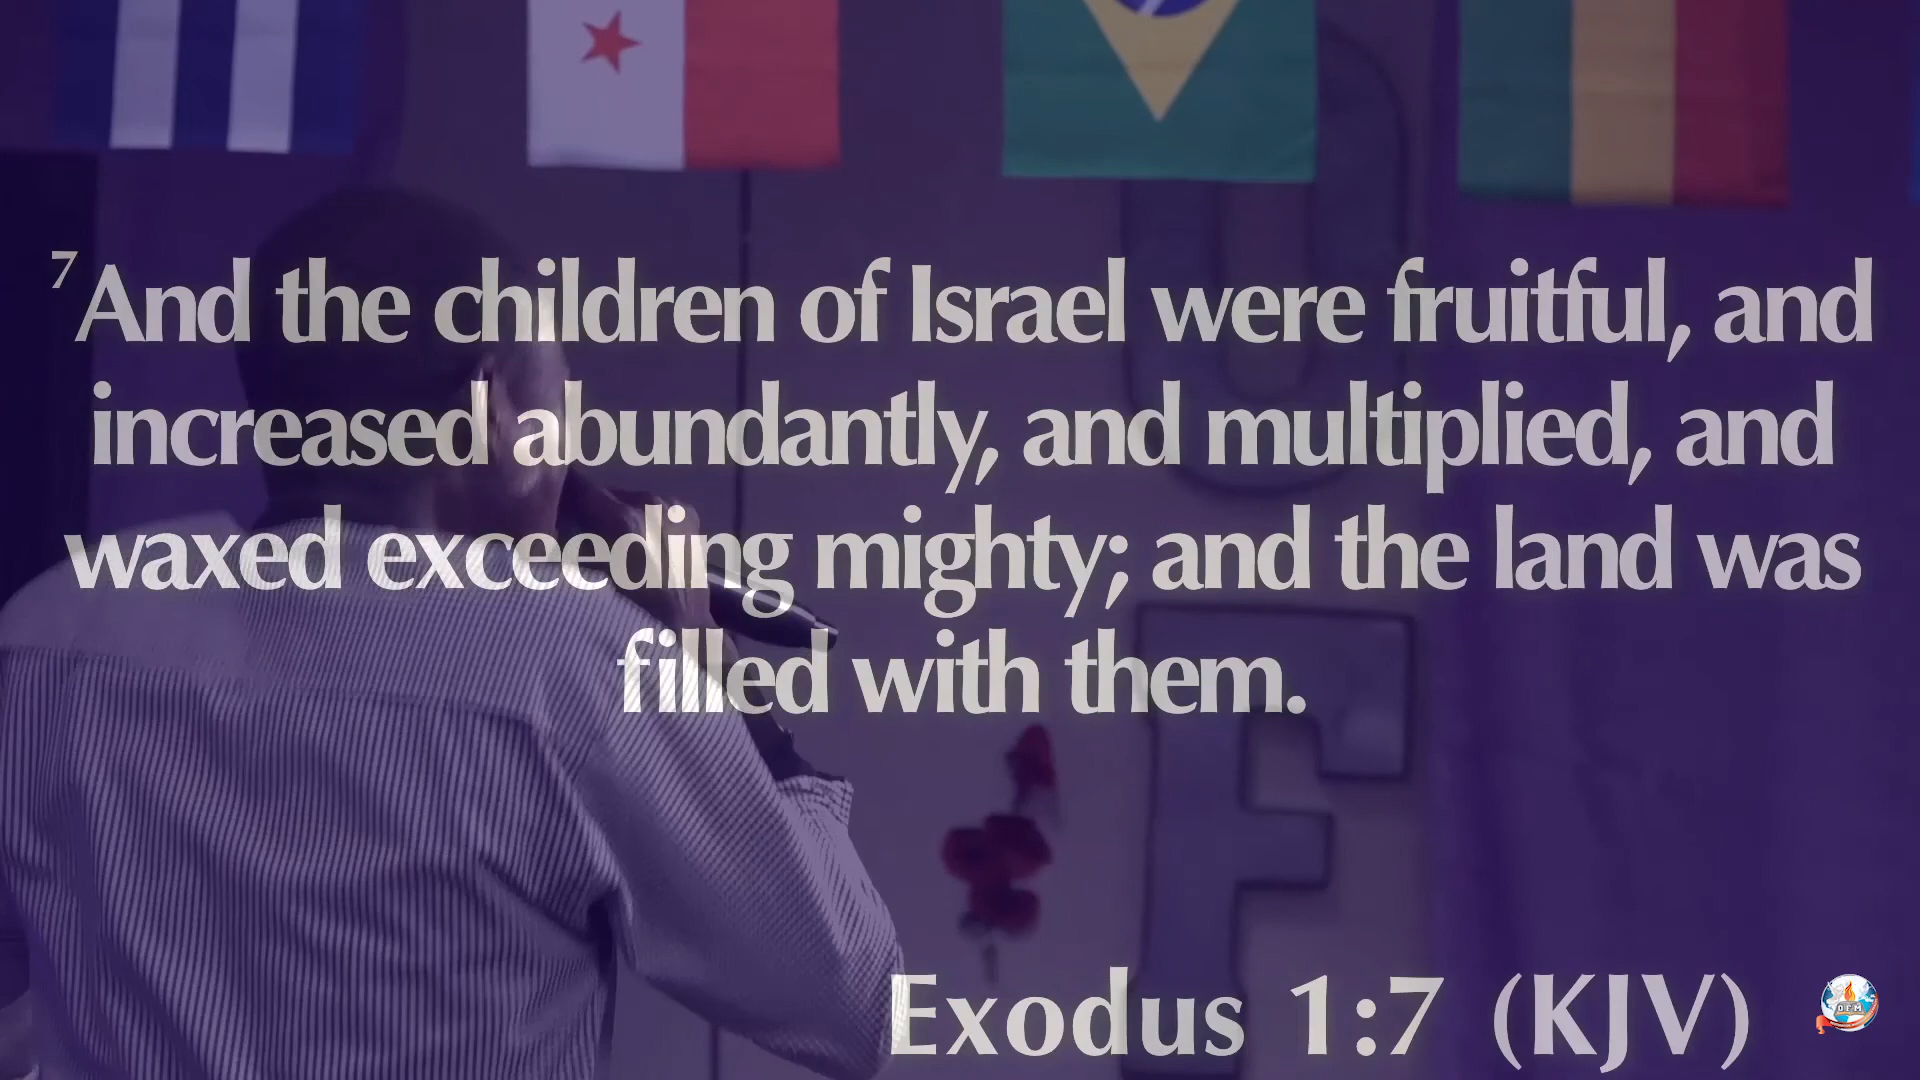 7And the children of Israel were fruitful, and
increased abundantly, and multiplied, and
waxed exceeding mighty; and the land was
filled with them.
F
Exodus 1:7 (KJV)
DFM